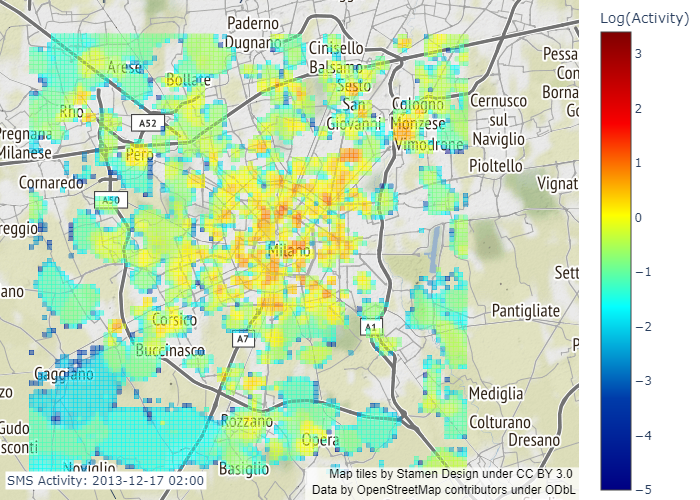 Log(Activity)
Paderno
Dugnano
Cinisello
Balsamo
Arese
Bollate
Sesto
San
Giovanni
Cologno
Monzese
Vimodrone
Cernusco
sul
Naviglio
Pessa
Con
Borna
Go
Rho
A52
Pregnana
Milanese
Pero
Pioltello
Cornaredo
A50
Vignat
reggio
Milano
Sett
ano
Corsico
A7
A1
Pantigliate
Buccinasco
P
Gaggiano
zo
Mediglia
Gudo
sconti
Rozzano
Opera
Colturano
Dresano
Noviglio
Basiglio
SMS Activity: 2013-12-17 02:00
Map tiles by Stamen Design under CC BY 3.0
Data by OpenStreetMap contributors under ODbL
3
2
1
0
−1
−2
−3
−4
−5